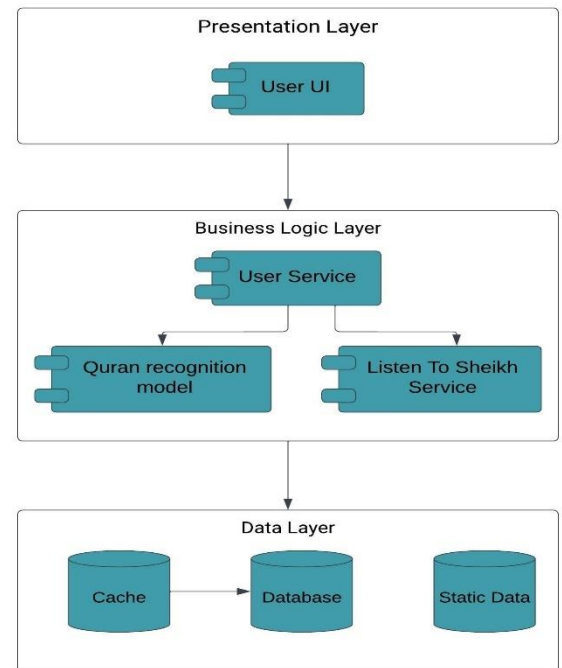 Presentation Layer
User UI
Business Logic Layer
User Service
Quran recognition
model
Listen To Sheikh
Service
Data Layer
Cache
Database
Static Data